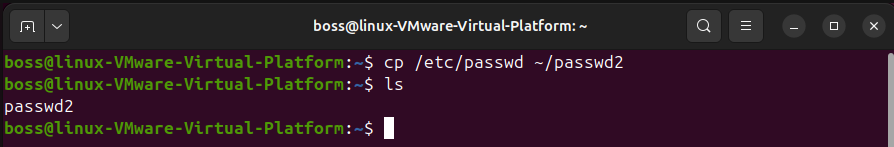 boss@linux-VMware-Virtual-Platform: ~
boss@linux-VMware-Virtual-Platform:~$ cp /etc/passwd ~/passwd2
boss@linux-VMware-Virtual-Platform:~$ ls
passwd2
boss@linux-VMware-Virtual-Platform:~$